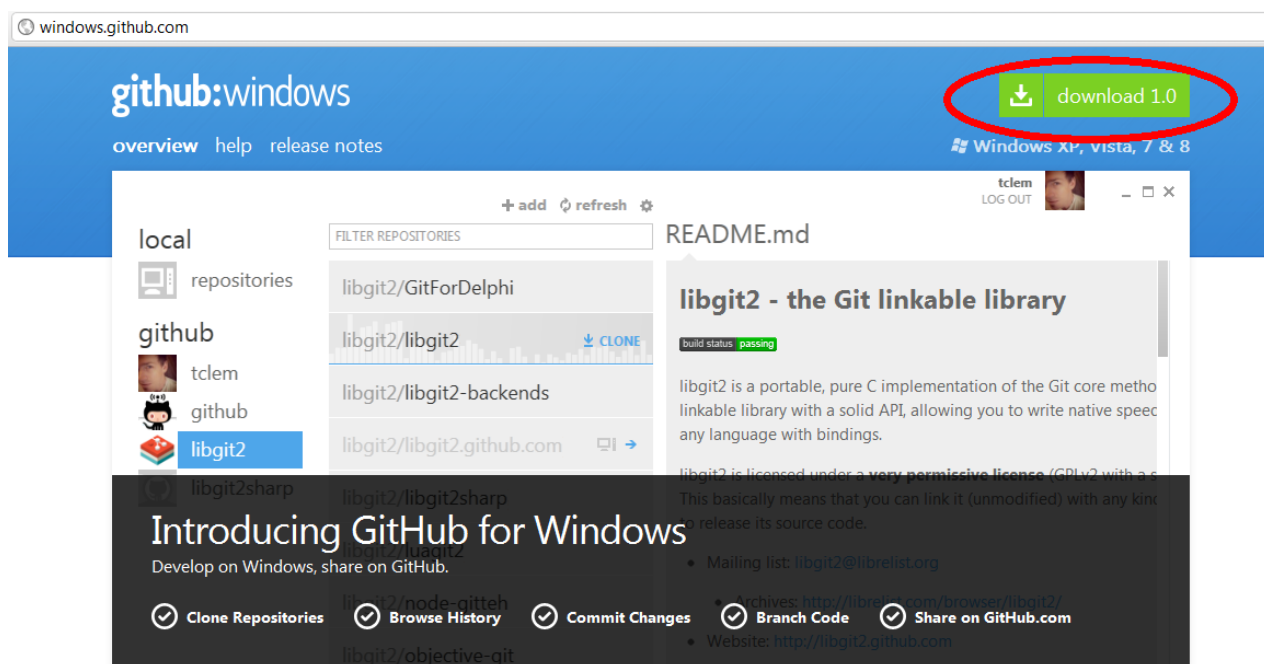 windows.github.com
github:windows
download 1.0
overview help release notes
Windows XP, Vista, 7 & 8
tclem
LOG OUT
+ add refresh
local
FILTER REPOSITORIES
README.md
repositories
libgit2/GitForDelphi
libgit2 - the Git linkable library
github
libgit2/libgit2
CLONE
build status passing
tclem
libgit2/libgit2-backends
libgit2 is a portable, pure C implementation of the Git core metho
linkable library with a solid API, allowing you to write native speed
any language with bindings.
github
libgit2
libgit2/libgit2.github.com
libgit2 is licensed under a very permissive license (GPLv2 with a s
libgit2sharp
libgit2/libgit2sharp
This basically means that you can link it (unmodified) with any kind
to release its source code.
Introducing GitHub for Windows
libgit2/luagit2
Develop on Windows, share on GitHub.
• Mailing list: libgit2@librelist.org
libgit2/node-gitteh
• Archives: http://librelist.com/browser/libgit2/
Clone Repositories Browse History Commit Changes Branch Code Share on GitHub.com
• Website: http://libgit2.github.com
libgit2/objective-git